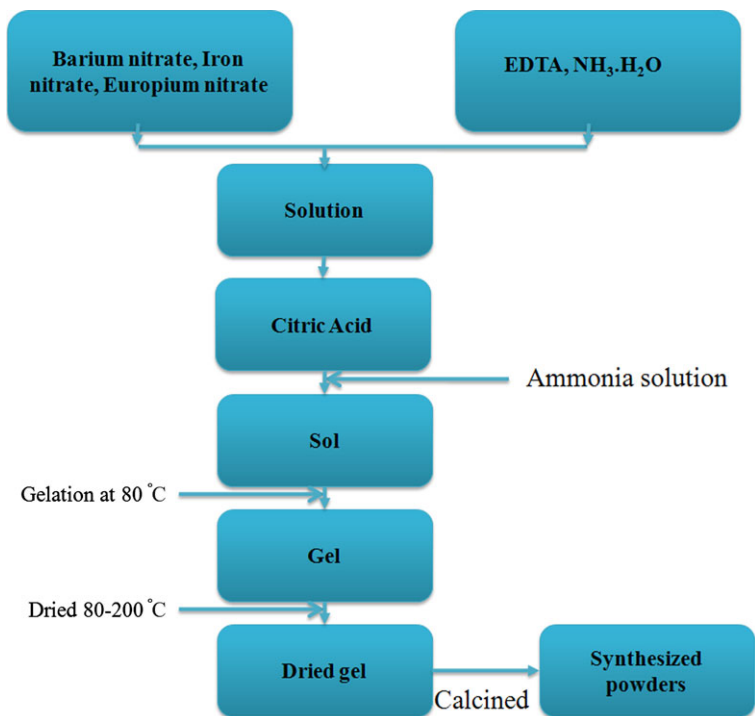 Barium nitrate, Iron
nitrate, Europium nitrate
EDTA, NH₃.H₂O
Solution
Citric Acid
Ammonia solution
Sol
Gelation at 80 °C
Gel
Dried 80-200 °C
Dried gel
Calcined
Synthesized
powders